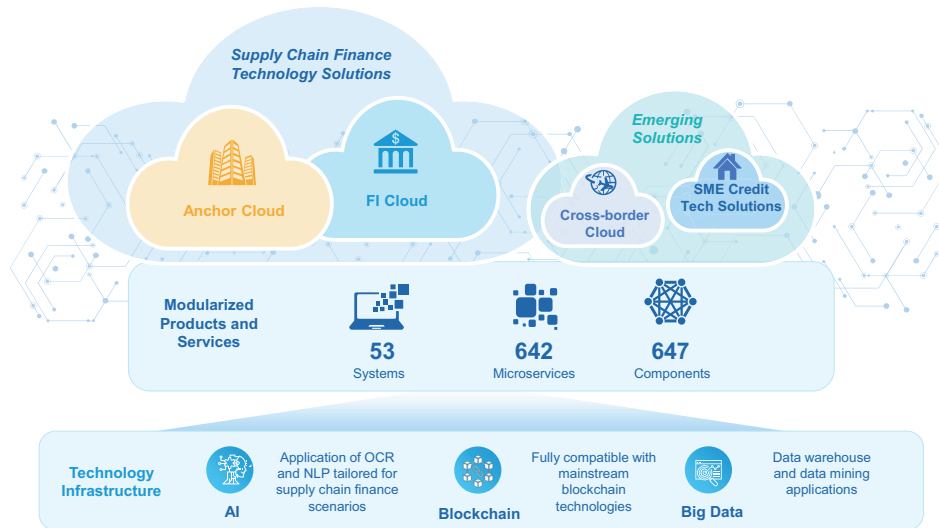 Supply Chain Finance
Technology Solutions
Emerging
Solutions
$
Anchor Cloud
FI Cloud
Cross-border
Cloud
SME Credit
Tech Solutions
Modularized
Products and
Services
53
Systems
642
Microservices
647
Components
Technology
Infrastructure
AI
Application of OCR
and NLP tailored for
supply chain finance
scenarios
Blockchain
Fully compatible with
mainstream
blockchain
technologies
Big Data
Data warehouse
and data mining
applications